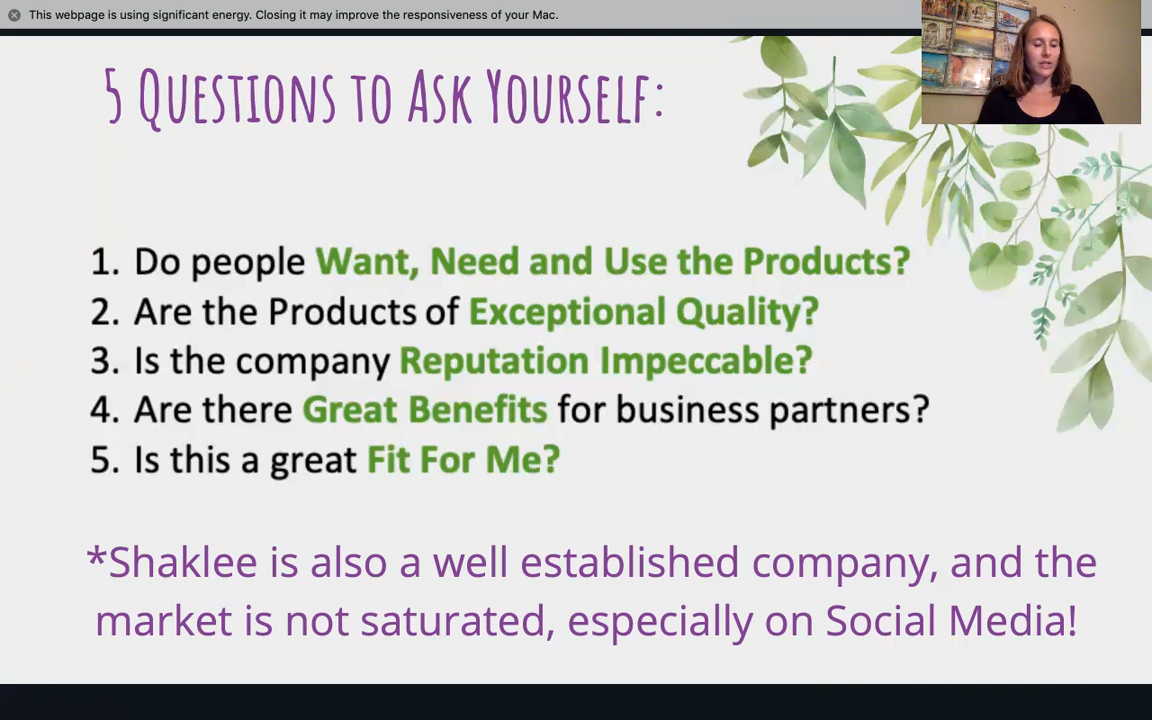 This webpage is using significant energy. Closing it may improve the responsiveness of your Mac.
5 Questions to Ask Yourself:
1. Do people Want, Need and Use the Products?
2. Are the Products of Exceptional Quality?
3. Is the company Reputation Impeccable?
4. Are there Great Benefits for business partners?
5. Is this a great Fit For Me?
*Shaklee is also a well established company, and the
market is not saturated, especially on Social Media!